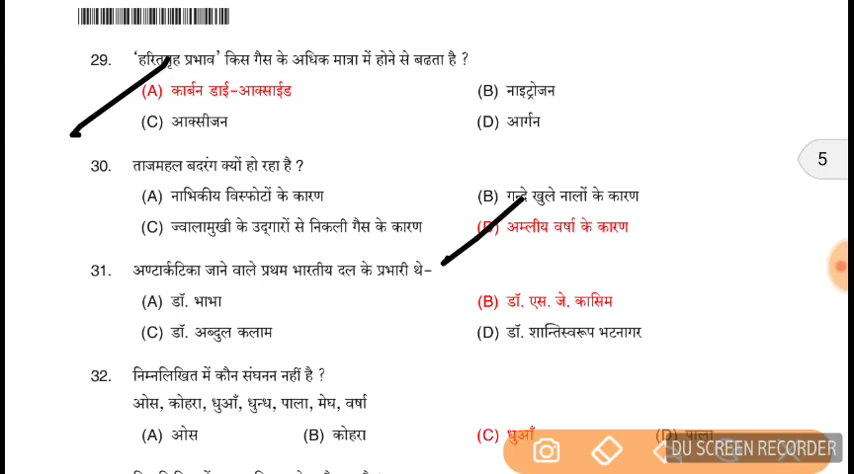 29. 'हरितगृह प्रभाव' किस गैस के अधिक मात्रा में होने से बढता है ?
(A) कार्बन डाई-आक्साईड (B) नाइट्रोजन
(C) आक्सीजन (D) आर्गन
5
30. ताजमहल बदरंग क्यों हो रहा है ?
(A) नाभिकीय विस्फोटों के कारण (B) गन्दे खुले नालों के कारण
(C) ज्वालामुखी के उद्गारों से निकली गैस के कारण (D) अम्लीय वर्षा के कारण
31. अण्टार्कटिका जाने वाले प्रथम भारतीय दल के प्रभारी थे-
(A) डॉ. भाभा (B) डॉ. एस. जे. कासिम
(C) डॉ. अब्दुल कलाम (D) डॉ. शान्तिस्वरूप भटनागर
32. निम्नलिखित में कौन संघनन नहीं है ?
ओस, कोहरा, धुआँ, धुन्ध, पाला, मेघ, वर्षा
(A) ओस (B) कोहरा (C) धुआँ (D) पाला
DU SCREEN RECORDER